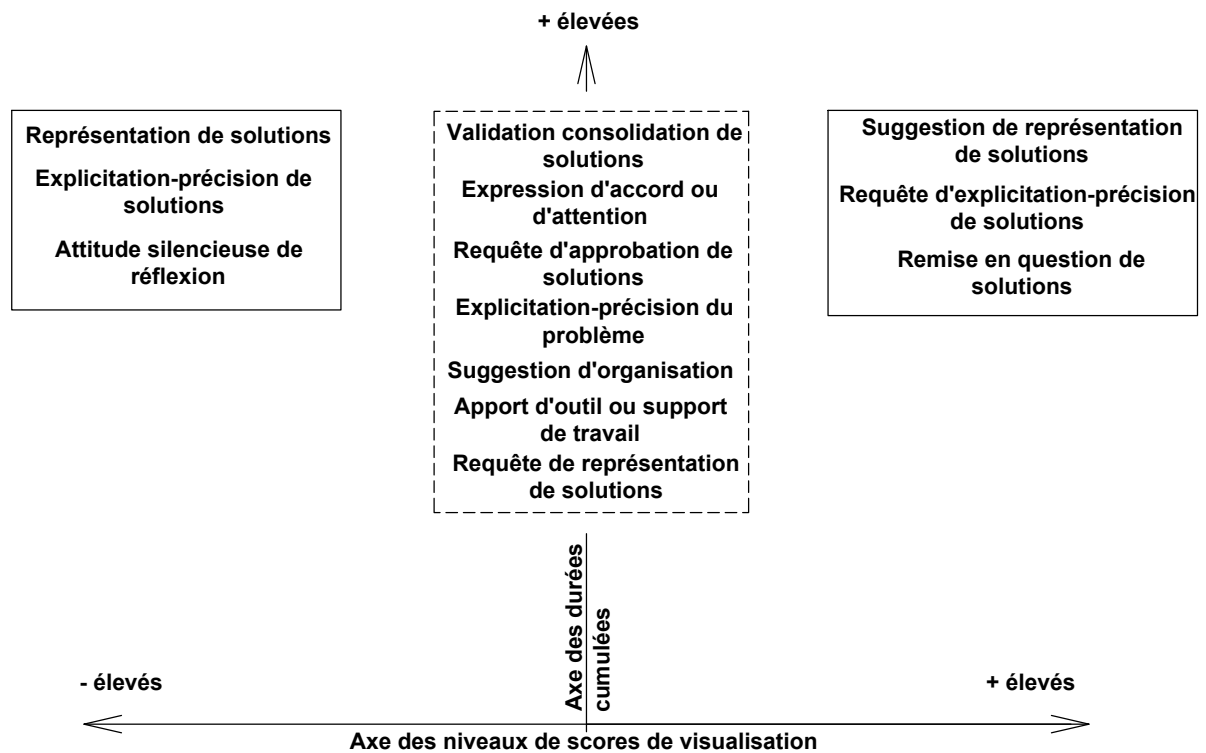 + élevées
Représentation de solutions
Explicitation-précision de
solutions
Attitude silencieuse de
réflexion
Validation consolidation de
solutions
Expression d'accord ou
d'attention
Requête d'approbation de
solutions
Explicitation-précision du
problème
Suggestion d'organisation
Apport d'outil ou support
de travail
Requête de représentation
de solutions
Suggestion de représentation
de solutions
Requête d'explicitation-précision
de solutions
Remise en question de
solutions
Axe des durées
cumulées
- élevés
+ élevés
Axe des niveaux de scores de visualisation